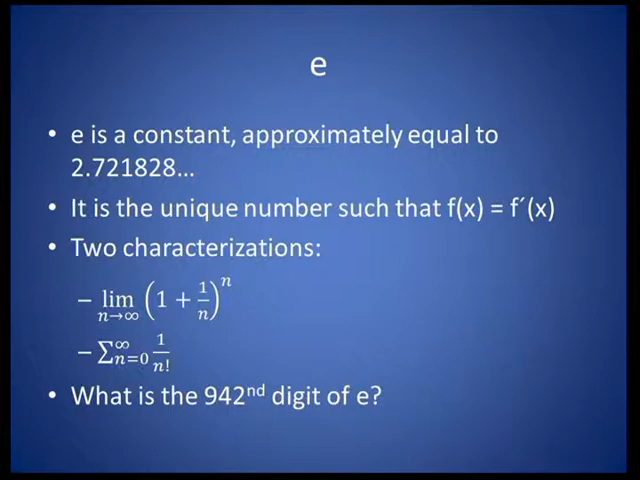 e
• e is a constant, approximately equal to
2.721828...
• It is the unique number such that f(x) = f´(x)
• Two characterizations:
– lim_{n→∞} (1 + 1/n)^n
– ∑_{n=0}^{∞} 1/n!
• What is the 942nd digit of e?